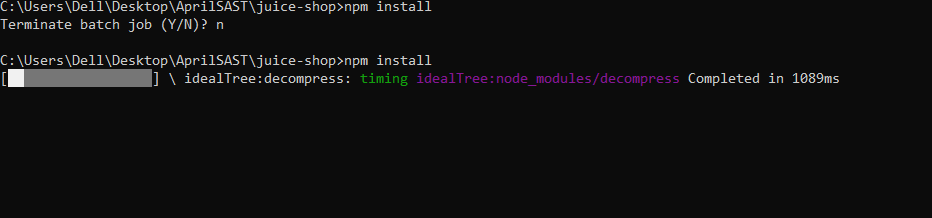 C:\Users\Dell\Desktop\AprilSAST\juice-shop>npm install
Terminate batch job (Y/N)? n
C:\Users\Dell\Desktop\AprilSAST\juice-shop>npm install
[ ] \ idealTree:decompress: timing idealTree:node_modules/decompress Completed in 1089ms